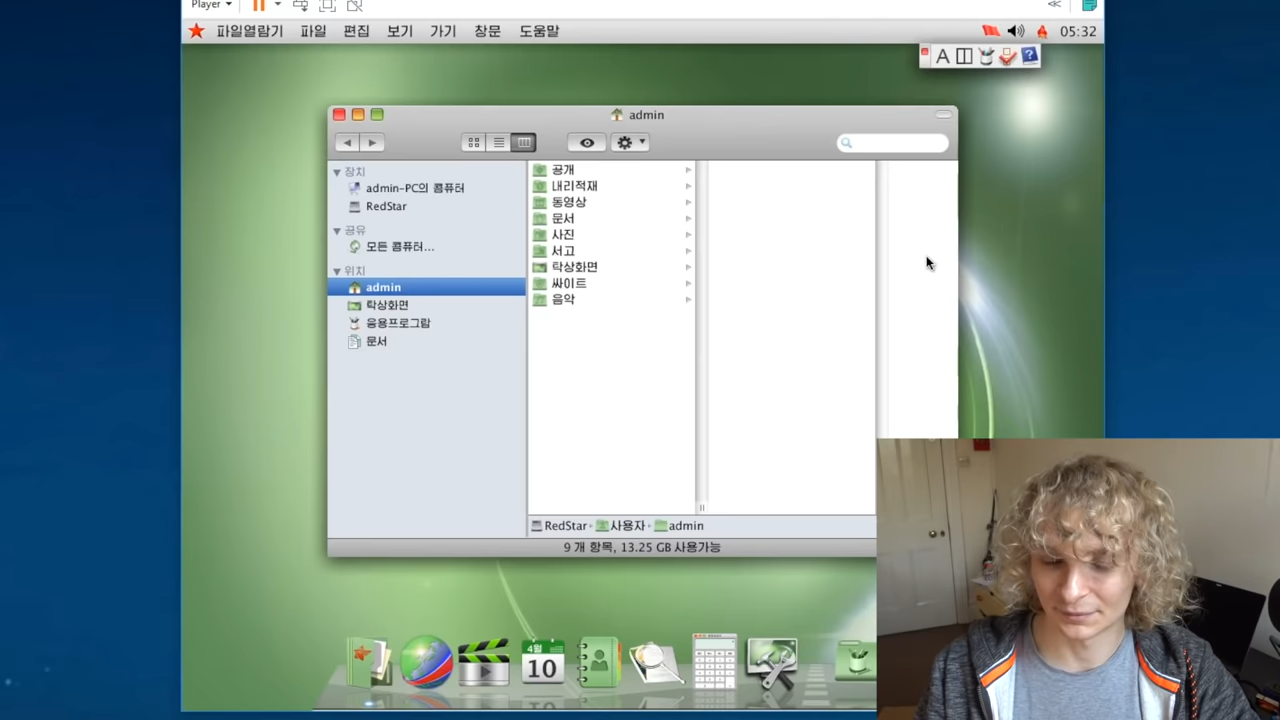 Player
파일열람기 파일 편집 보기 가기 창문 도움말 05:32
A
admin
장치
admin-PC의 콤퓨터
RedStar
공유
모든 콤퓨터...
위치
admin
탁상화면
응용프로그람
문서
공개
내리적재
동영상
문서
사진
서고
탁상화면
싸이트
음악
RedStar 사용자 admin
9 개 항목, 13.25 GB 사용가능
4월
10